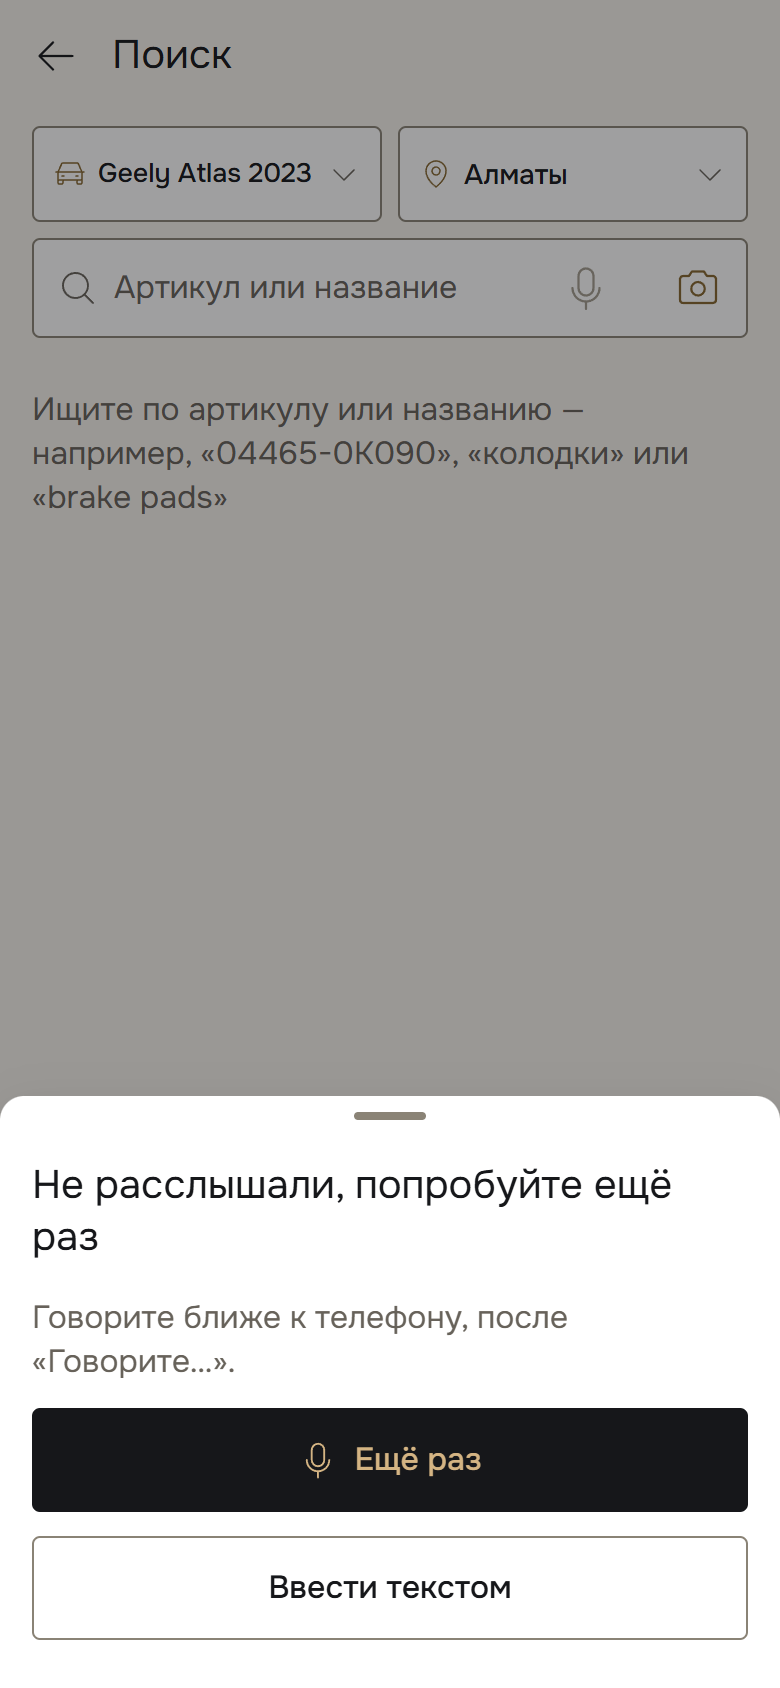 Поиск
Geely Atlas 2023
Алматы
Артикул или название
Ищите по артикулу или названию —
например, «04465-0K090», «колодки» или
«brake pads»
Не расслышали, попробуйте ещё
раз
Говорите ближе к телефону, после
«Говорите...».
Ещё раз
Ввести текстом